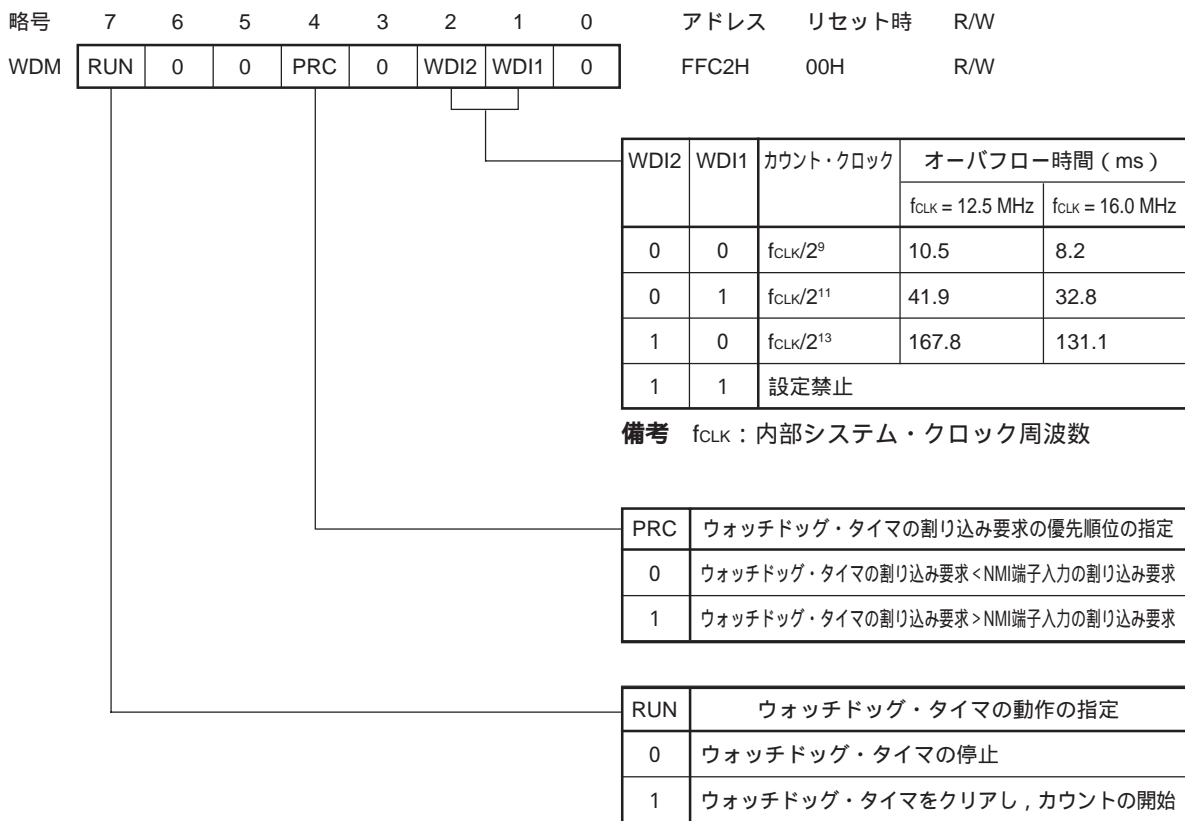 略号 7 6 5 4 3 2 1 0 アドレス リセット時 R/W
WDM RUN 0 0 PRC 0 WDI2 WDI1 0 FFC2H 00H R/W
WDI2 WDI1 カウント・クロック オーバフロー時間（ms）
fCLK = 12.5 MHz fCLK = 16.0 MHz
0 0 fCLK/2⁹ 10.5 8.2
0 1 fCLK/2¹¹ 41.9 32.8
1 0 fCLK/2¹³ 167.8 131.1
1 1 設定禁止
備考 fCLK：内部システム・クロック周波数
PRC ウォッチドッグ・タイマの割り込み要求の優先順位の指定
0 ウォッチドッグ・タイマの割り込み要求＜NMI端子入力の割り込み要求
1 ウォッチドッグ・タイマの割り込み要求＞NMI端子入力の割り込み要求
RUN ウォッチドッグ・タイマの動作の指定
0 ウォッチドッグ・タイマの停止
1 ウォッチドッグ・タイマをクリアし，カウントの開始